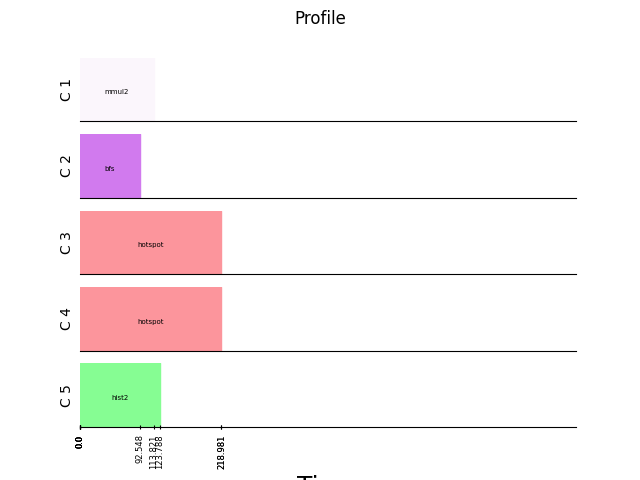 Profile
C 1
mmul2
C 2
bfs
C 3
hotspot
C 4
hotspot
C 5
hist2
0.0
92.548
113.821
123.788
218.981